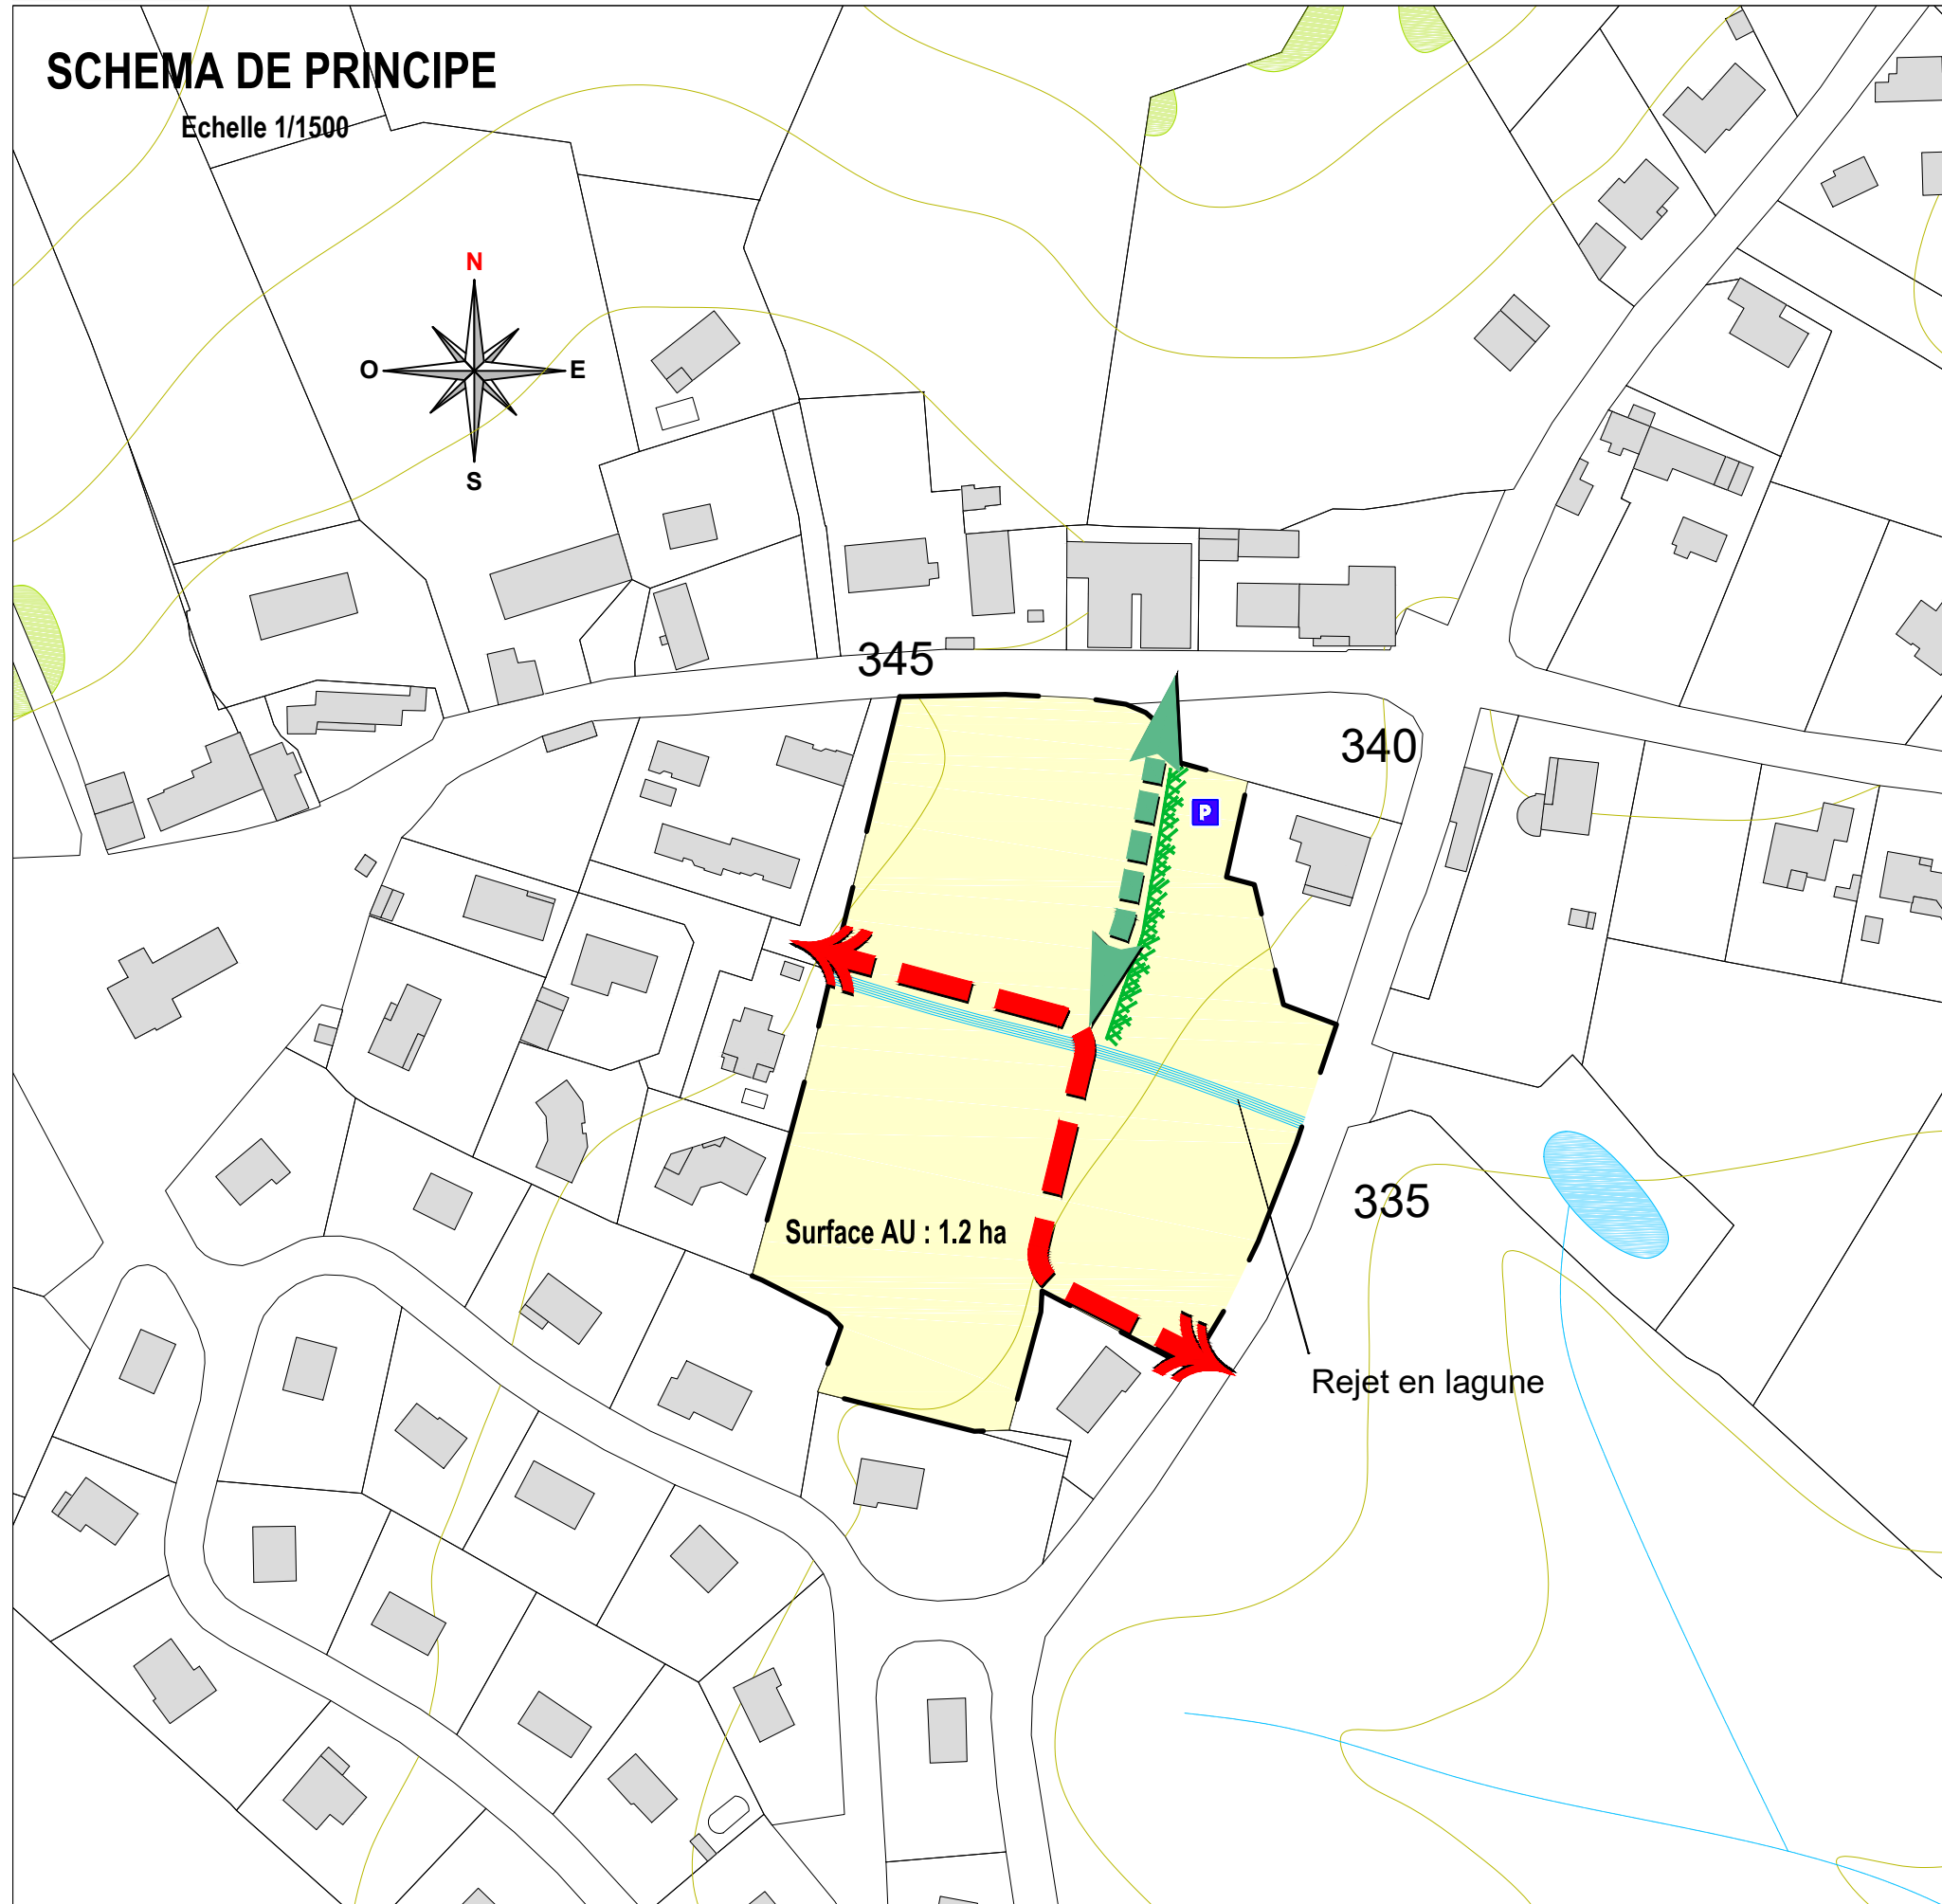 SCHEMA DE PRINCIPE
Echelle 1/1500
N
O
E
S
345
340
P
335
Surface AU : 1.2 ha
Rejet en lagune